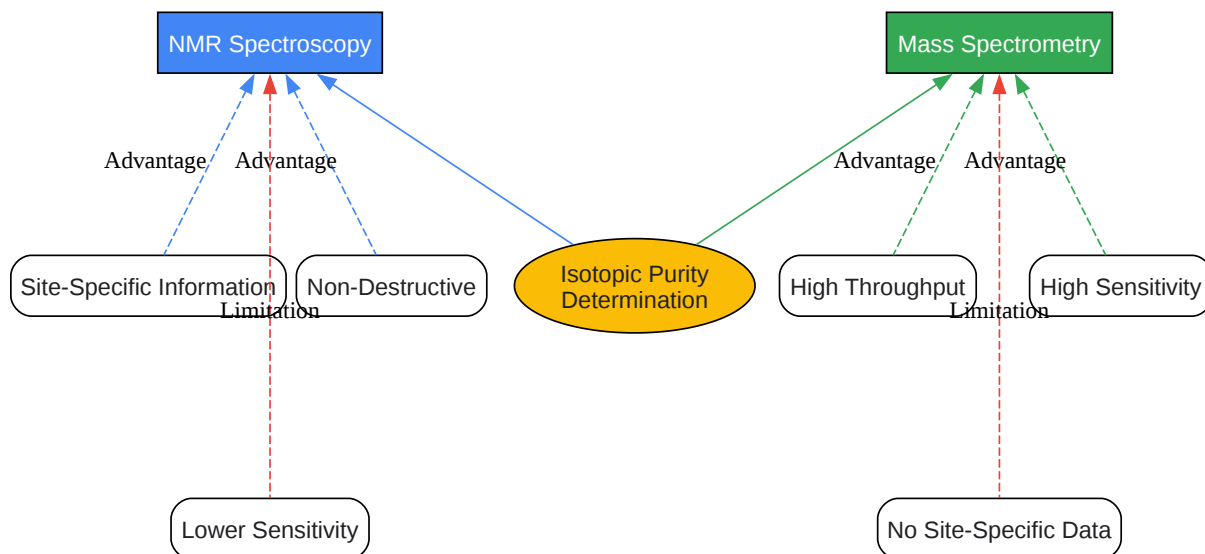 NMR Spectroscopy
Mass Spectrometry
Advantage
Advantage
Advantage
Advantage
Site-Specific Information
Non-Destructive
Isotopic Purity
Determination
High Throughput
High Sensitivity
Limitation
Limitation
Lower Sensitivity
No Site-Specific Data